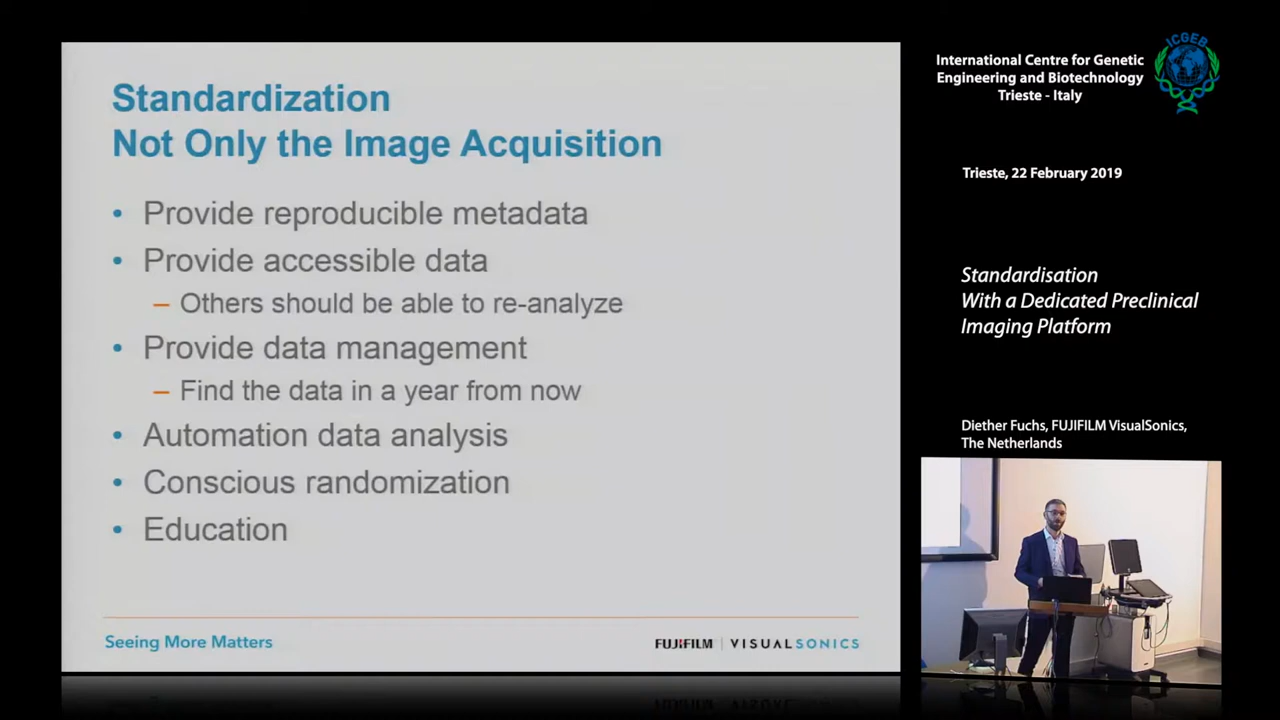 Standardization
Not Only the Image Acquisition
• Provide reproducible metadata
• Provide accessible data
– Others should be able to re-analyze
• Provide data management
– Find the data in a year from now
• Automation data analysis
• Conscious randomization
• Education
Seeing More Matters
FUJIFILM | VISUALSONICS
International Centre for Genetic
Engineering and Biotechnology
Trieste - Italy
ICGEB
Trieste, 22 February 2019
Standardisation
With a Dedicated Preclinical
Imaging Platform
Diether Fuchs, FUJIFILM VisualSonics,
The Netherlands